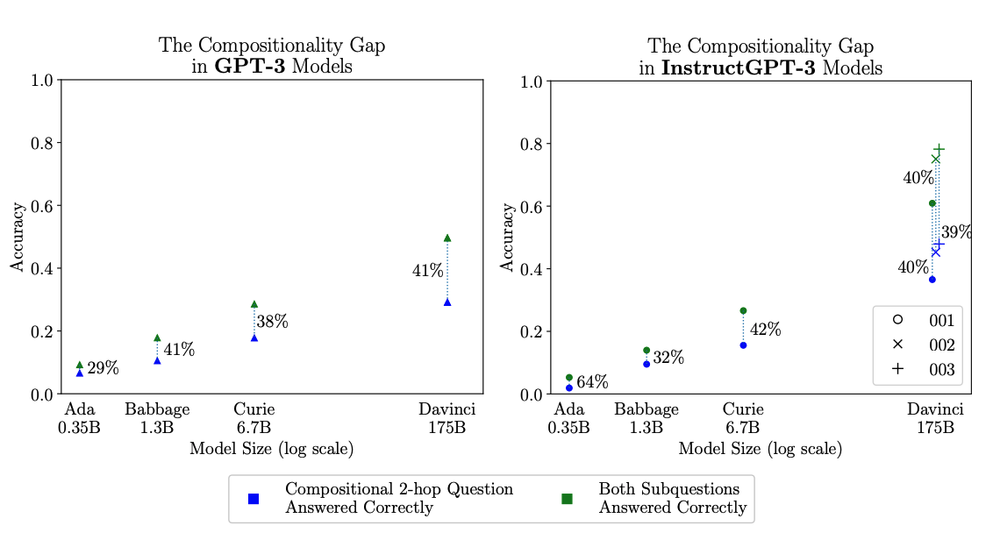 The Compositionality Gap
in GPT-3 Models
1.0
0.8
0.6
0.4
0.2
0.0
Accuracy
29%
41%
38%
41%
Ada
0.35B
Babbage
1.3B
Curie
6.7B
Davinci
175B
Model Size (log scale)
The Compositionality Gap
in InstructGPT-3 Models
1.0
0.8
0.6
0.4
0.2
0.0
Accuracy
64%
32%
42%
40%
39%
40%
001
002
003
Ada
0.35B
Babbage
1.3B
Curie
6.7B
Davinci
175B
Model Size (log scale)
Compositional 2-hop Question
Answered Correctly
Both Subquestions
Answered Correctly